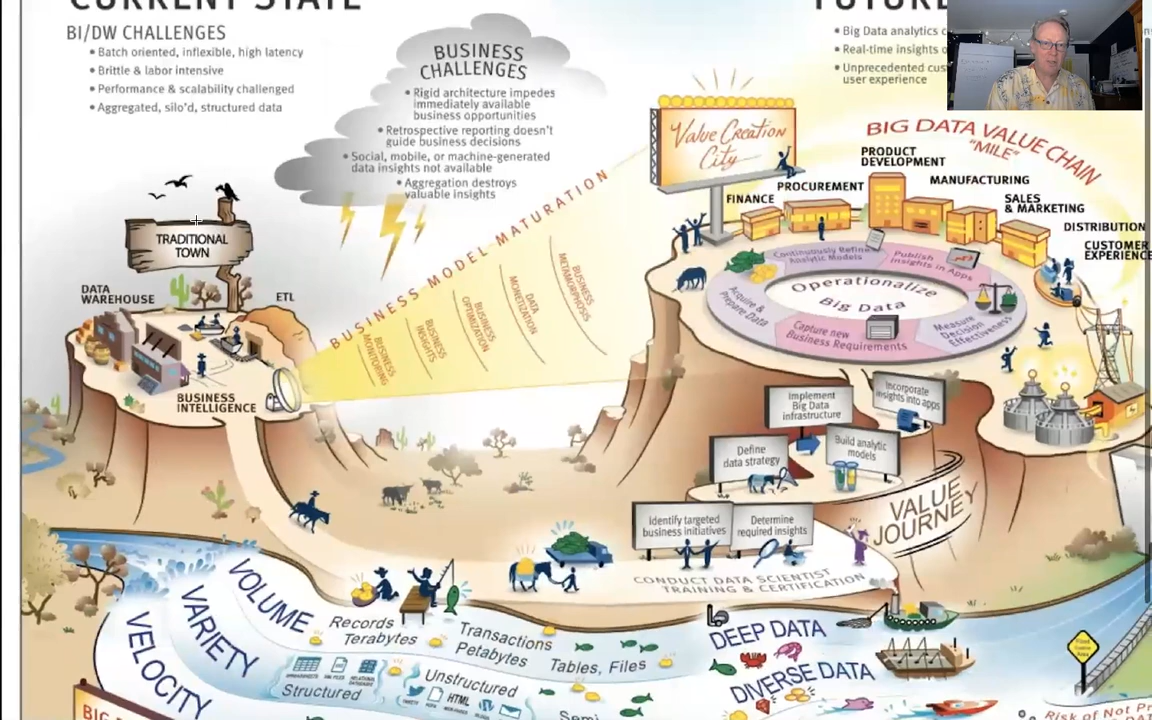 CURRENT STATE
BI/DW CHALLENGES
• Batch oriented, inflexible, high latency
• Brittle & labor intensive
• Performance & scalability challenged
• Aggregated, silo'd, structured data
BUSINESS
CHALLENGES
• Rigid architecture impedes
immediately available
business opportunities
• Retrospective reporting doesn't
guide business decisions
• Social, mobile, or machine-generated
data insights not available
• Aggregation destroys
valuable insights
• Big Data analytics
• Real-time insights
• Unprecedented
user experience
Value Creation
City
BIG DATA VALUE CHAIN
"MILE"
FINANCE
PROCUREMENT
PRODUCT
DEVELOPMENT
MANUFACTURING
SALES
& MARKETING
DISTRIBUTION
CUSTOMER
EXPERIENCE
TRADITIONAL
TOWN
DATA
WAREHOUSE
ETL
BUSINESS
INTELLIGENCE
BUSINESS MODEL MATURATION
BUSINESS
MONITORING
BUSINESS
INSIGHTS
BUSINESS
OPTIMIZATION
DATA
MONETIZATION
BUSINESS
METAMORPHOSIS
Continuously Refine
Analytic Models
Publish
Insights in Apps
Acquire &
Prepare Data
Operationalize
Big Data
Measure
Decision
Effectiveness
Capture new
Business Requirements
Implement
Big Data
infrastructure
Incorporate
insights into apps
Define
data strategy
Build analytic
models
Identify targeted
business initiatives
Determine
required insights
VALUE
JOURNEY
CONDUCT DATA SCIENTIST
TRAINING & CERTIFICATION
VOLUME
VARIETY
VELOCITY
Records
Terabytes
Transactions
Petabytes
Tables, Files
Structured
Unstructured
HTML
Semi
DEEP DATA
DIVERSE DATA
BIG
Risk of Not Pr